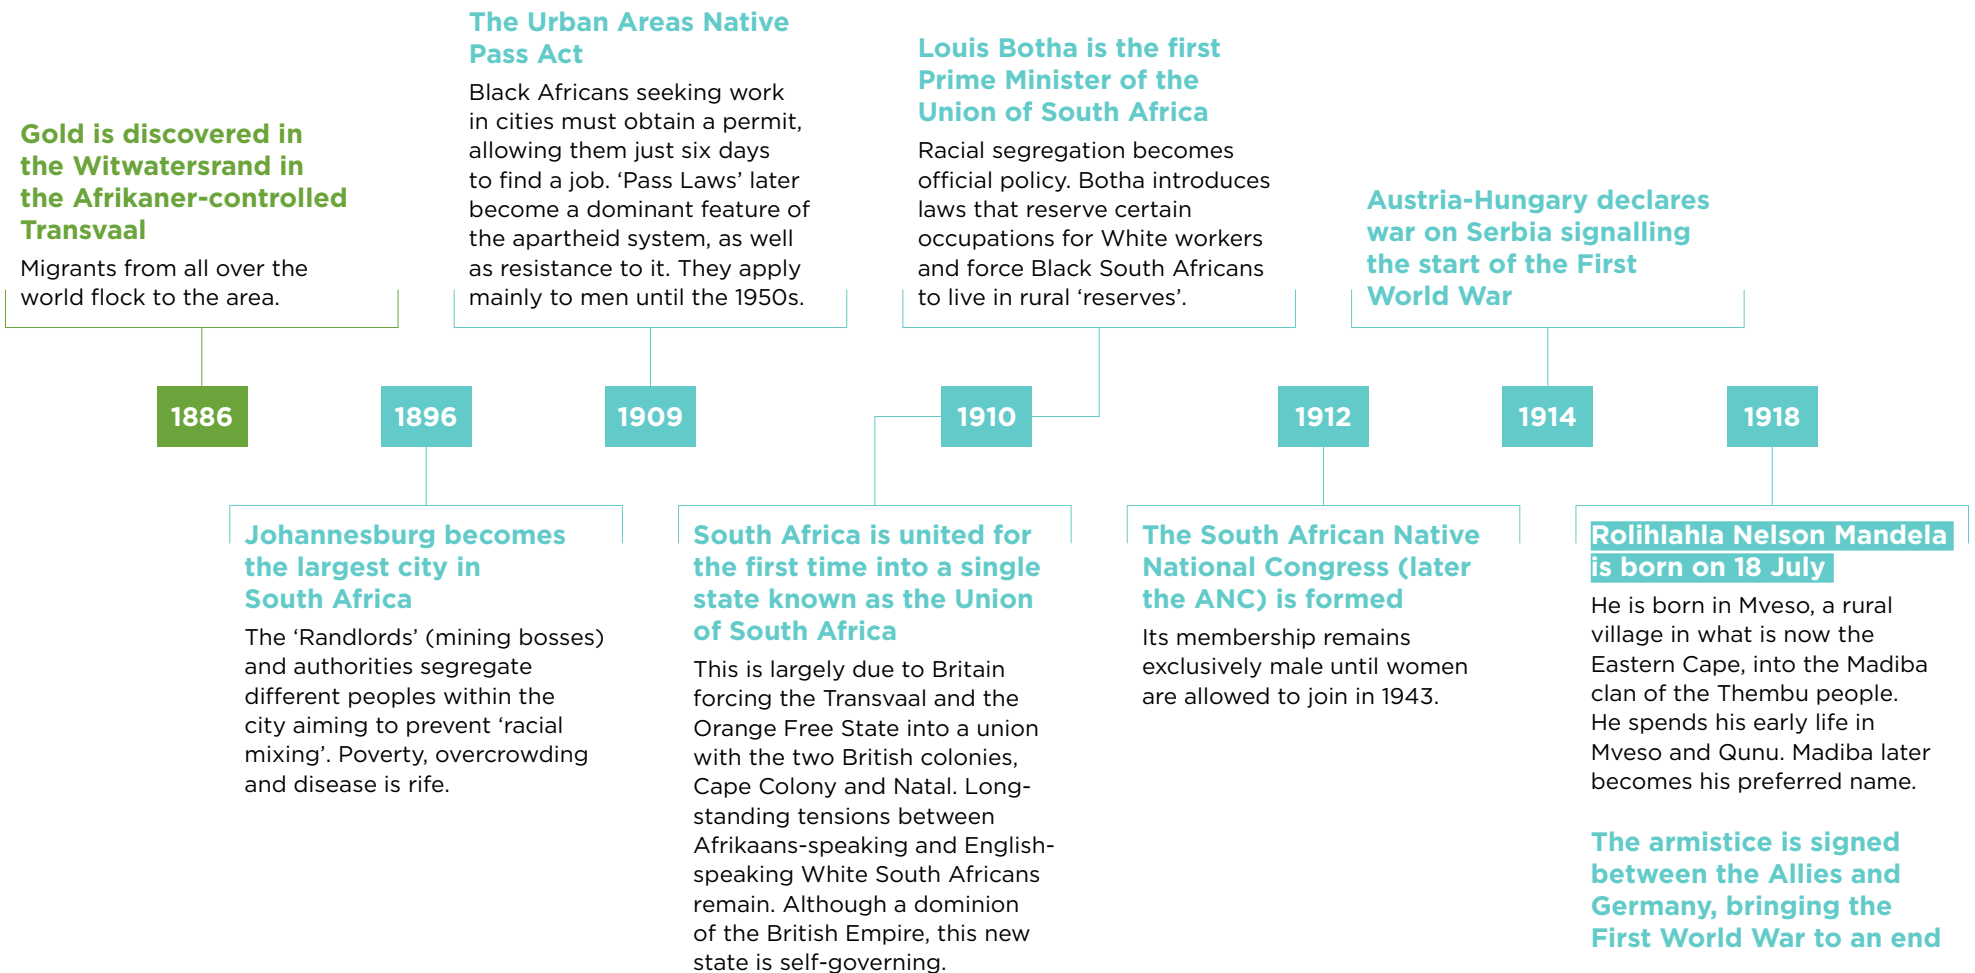 Gold is discovered in
the Witwatersrand in
the Afrikaner-controlled
Transvaal
Migrants from all over the
world flock to the area.
1886
1896
Johannesburg becomes
the largest city in
South Africa
The ‘Randlords’ (mining bosses)
and authorities segregate
different peoples within the
city aiming to prevent ‘racial
mixing’. Poverty, overcrowding
and disease is rife.
The Urban Areas Native
Pass Act
Black Africans seeking work
in cities must obtain a permit,
allowing them just six days
to find a job. ‘Pass Laws’ later
become a dominant feature of
the apartheid system, as well
as resistance to it. They apply
mainly to men until the 1950s.
1909
South Africa is united for
the first time into a single
state known as the Union
of South Africa
This is largely due to Britain
forcing the Transvaal and the
Orange Free State into a union
with the two British colonies,
Cape Colony and Natal. Long-
standing tensions between
Afrikaans-speaking and English-
speaking White South Africans
remain. Although a dominion
of the British Empire, this new
state is self-governing.
1910
Louis Botha is the first
Prime Minister of the
Union of South Africa
Racial segregation becomes
official policy. Botha introduces
laws that reserve certain
occupations for White workers
and force Black South Africans
to live in rural ‘reserves’.
1912
The South African Native
National Congress (later
the ANC) is formed
Its membership remains
exclusively male until women
are allowed to join in 1943.
Austria-Hungary declares
war on Serbia signalling
the start of the First
World War
1914
1918
Rolihlahla Nelson Mandela
is born on 18 July
He is born in Mveso, a rural
village in what is now the
Eastern Cape, into the Madiba
clan of the Thembu people.
He spends his early life in
Mveso and Qunu. Madiba later
becomes his preferred name.
The armistice is signed
between the Allies and
Germany, bringing the
First World War to an end